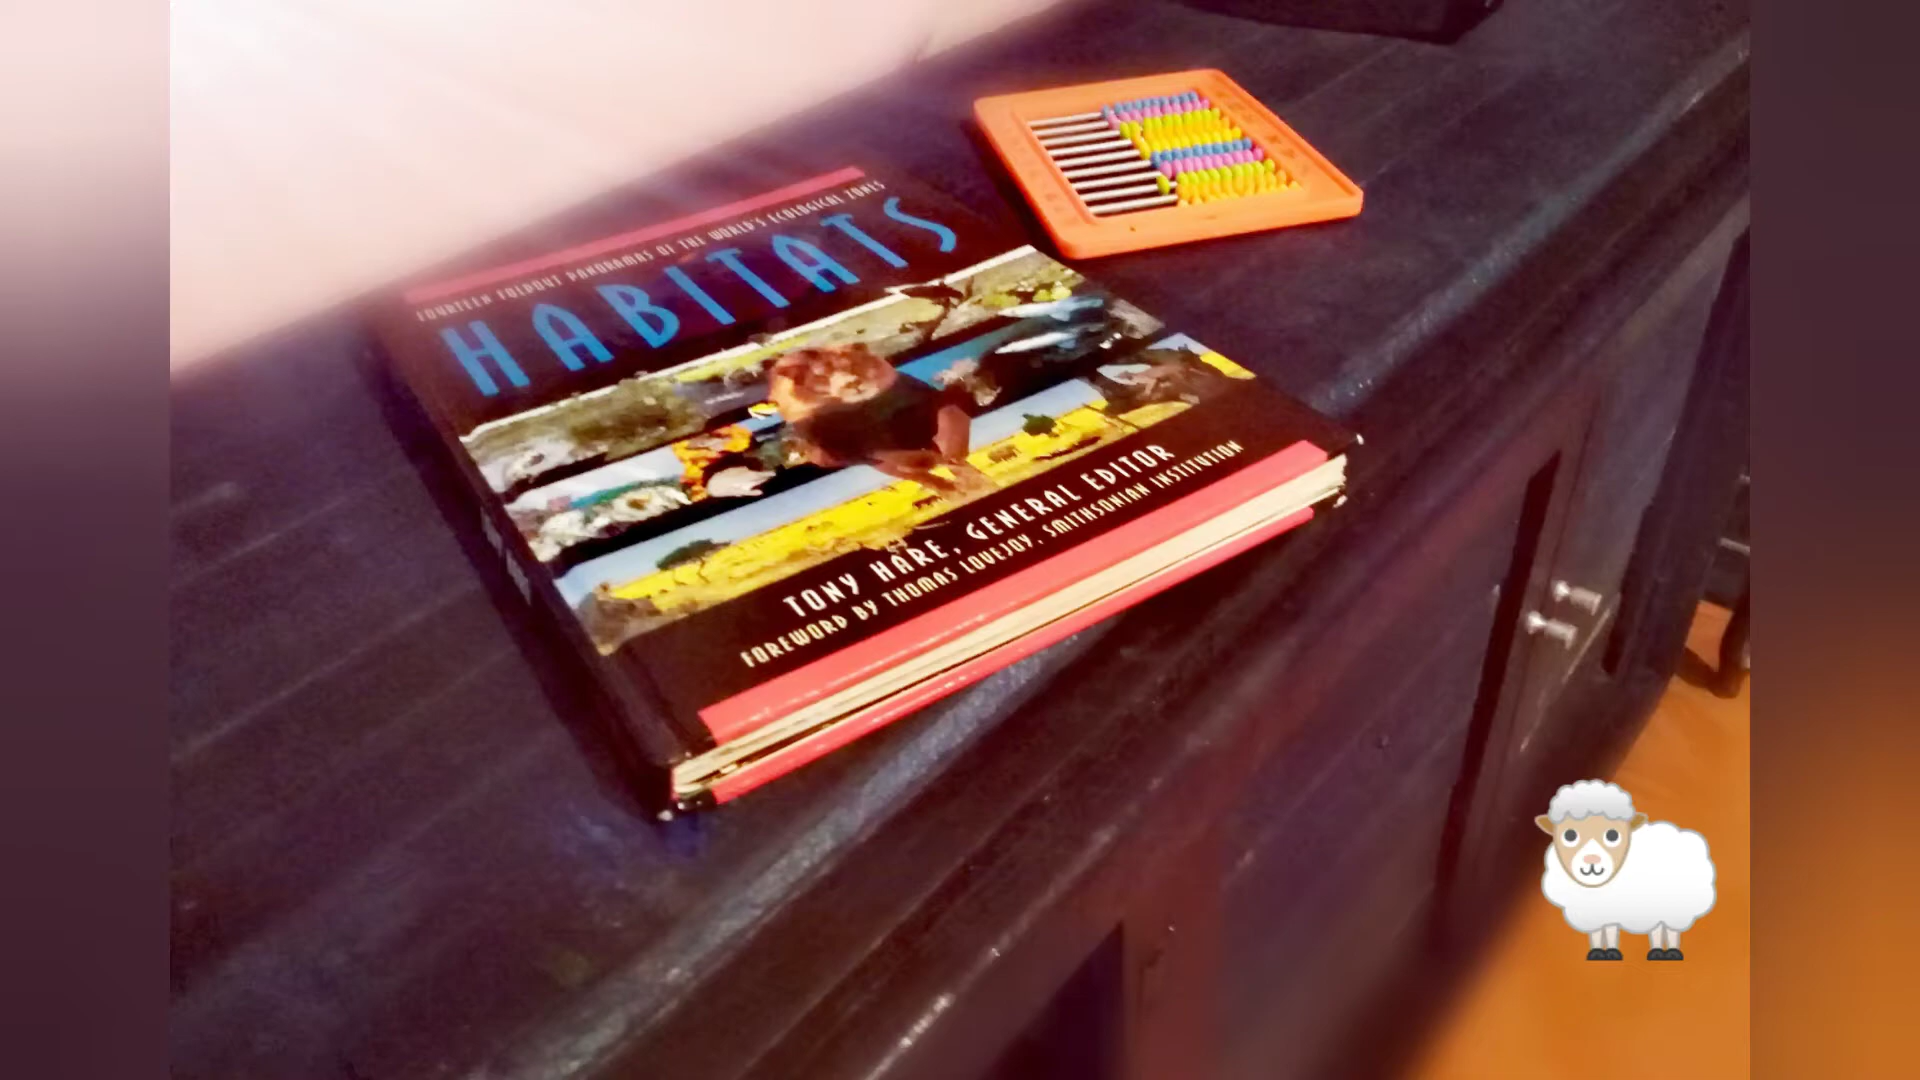 FOURTEEN FOLDOUT PANORAMAS OF THE WORLD'S ECOLOGICAL ZONES
HABITATS
TONY HARE, GENERAL EDITOR
FOREWORD BY THOMAS LOVEJOY, SMITHSONIAN INSTITUTION